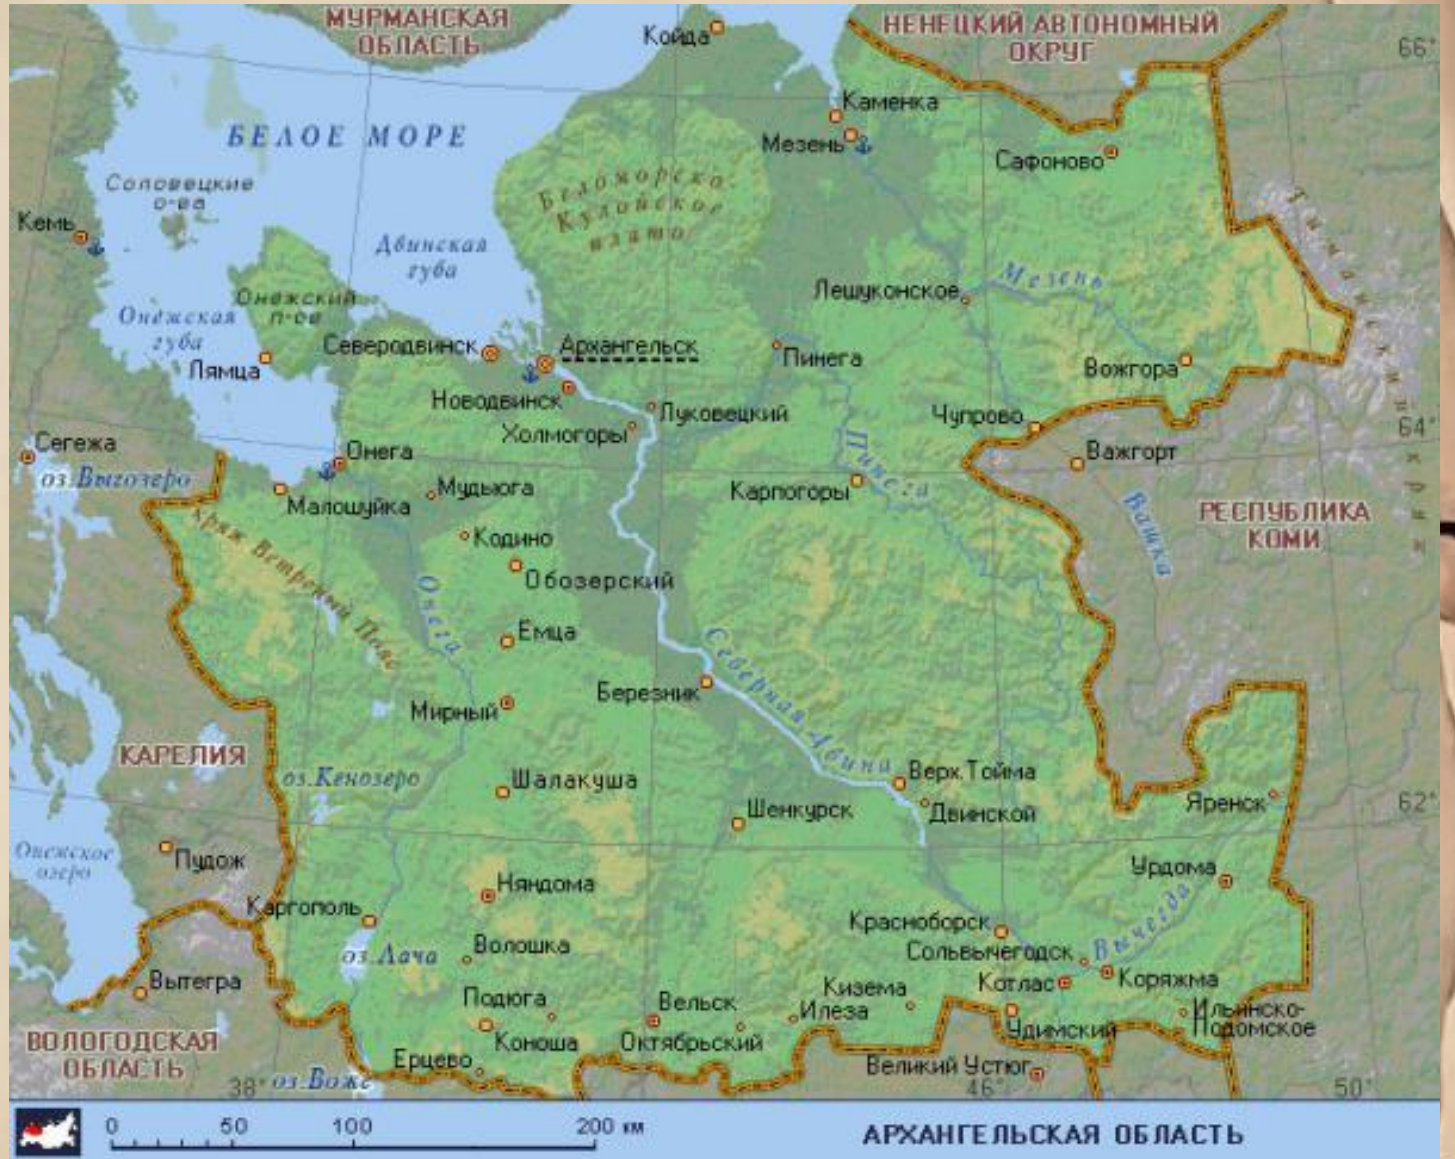 МУРМАНСКАЯ
ОБЛАСТЬ
НЕНЕЦКИЙ АВТОНОМНЫЙ
ОКРУГ
Койда
66°
Каменка
БЕЛОЕ МОРЕ
Мезень
Сафоново
Соловецкие
о-ва
Беломорско-
Кулойское
плато
Тиманский кряж
Кемь
Двинская
губа
Мезень
Лешуконское
Онежский
п-ов
Онежская
губа
Северодвинск
Архангельск
Пинега
Лямца
Вожгора
Новодвинск
Луковецкий
Чупрово
64°
Холмогоры
Сегежа
Онега
Важгорт
оз.Выгозеро
Мудьюга
Карпогоры
Пинега
Малошуйка
РЕСПУБЛИКА
КОМИ
Вашка
кряж Ветреный Пояс
Кодино
Обозерский
Онега
Емца
Северная Двина
Березник
Мирный
КАРЕЛИЯ
оз.Кенозеро
Шалакуша
Верх.Тойма
Шенкурск
Двинской
Яренск
62°
Онежское
озеро
Пудож
Урдома
Няндома
Каргополь
Красноборск
Вычегда
Волошка
Сольвычегодск
оз.Лача
Вытегра
Котлас
Коряжма
Подюга
Вельск
Кизема
Илеза
Ильинско-
Подомское
Удимский
Коноша
Октябрьский
ВОЛОГОДСКАЯ
ОБЛАСТЬ
Ерцево
Великий Устюг
38°
оз.Воже
46°
50°
0 50 100 200 км
АРХАНГЕЛЬСКАЯ ОБЛАСТЬ